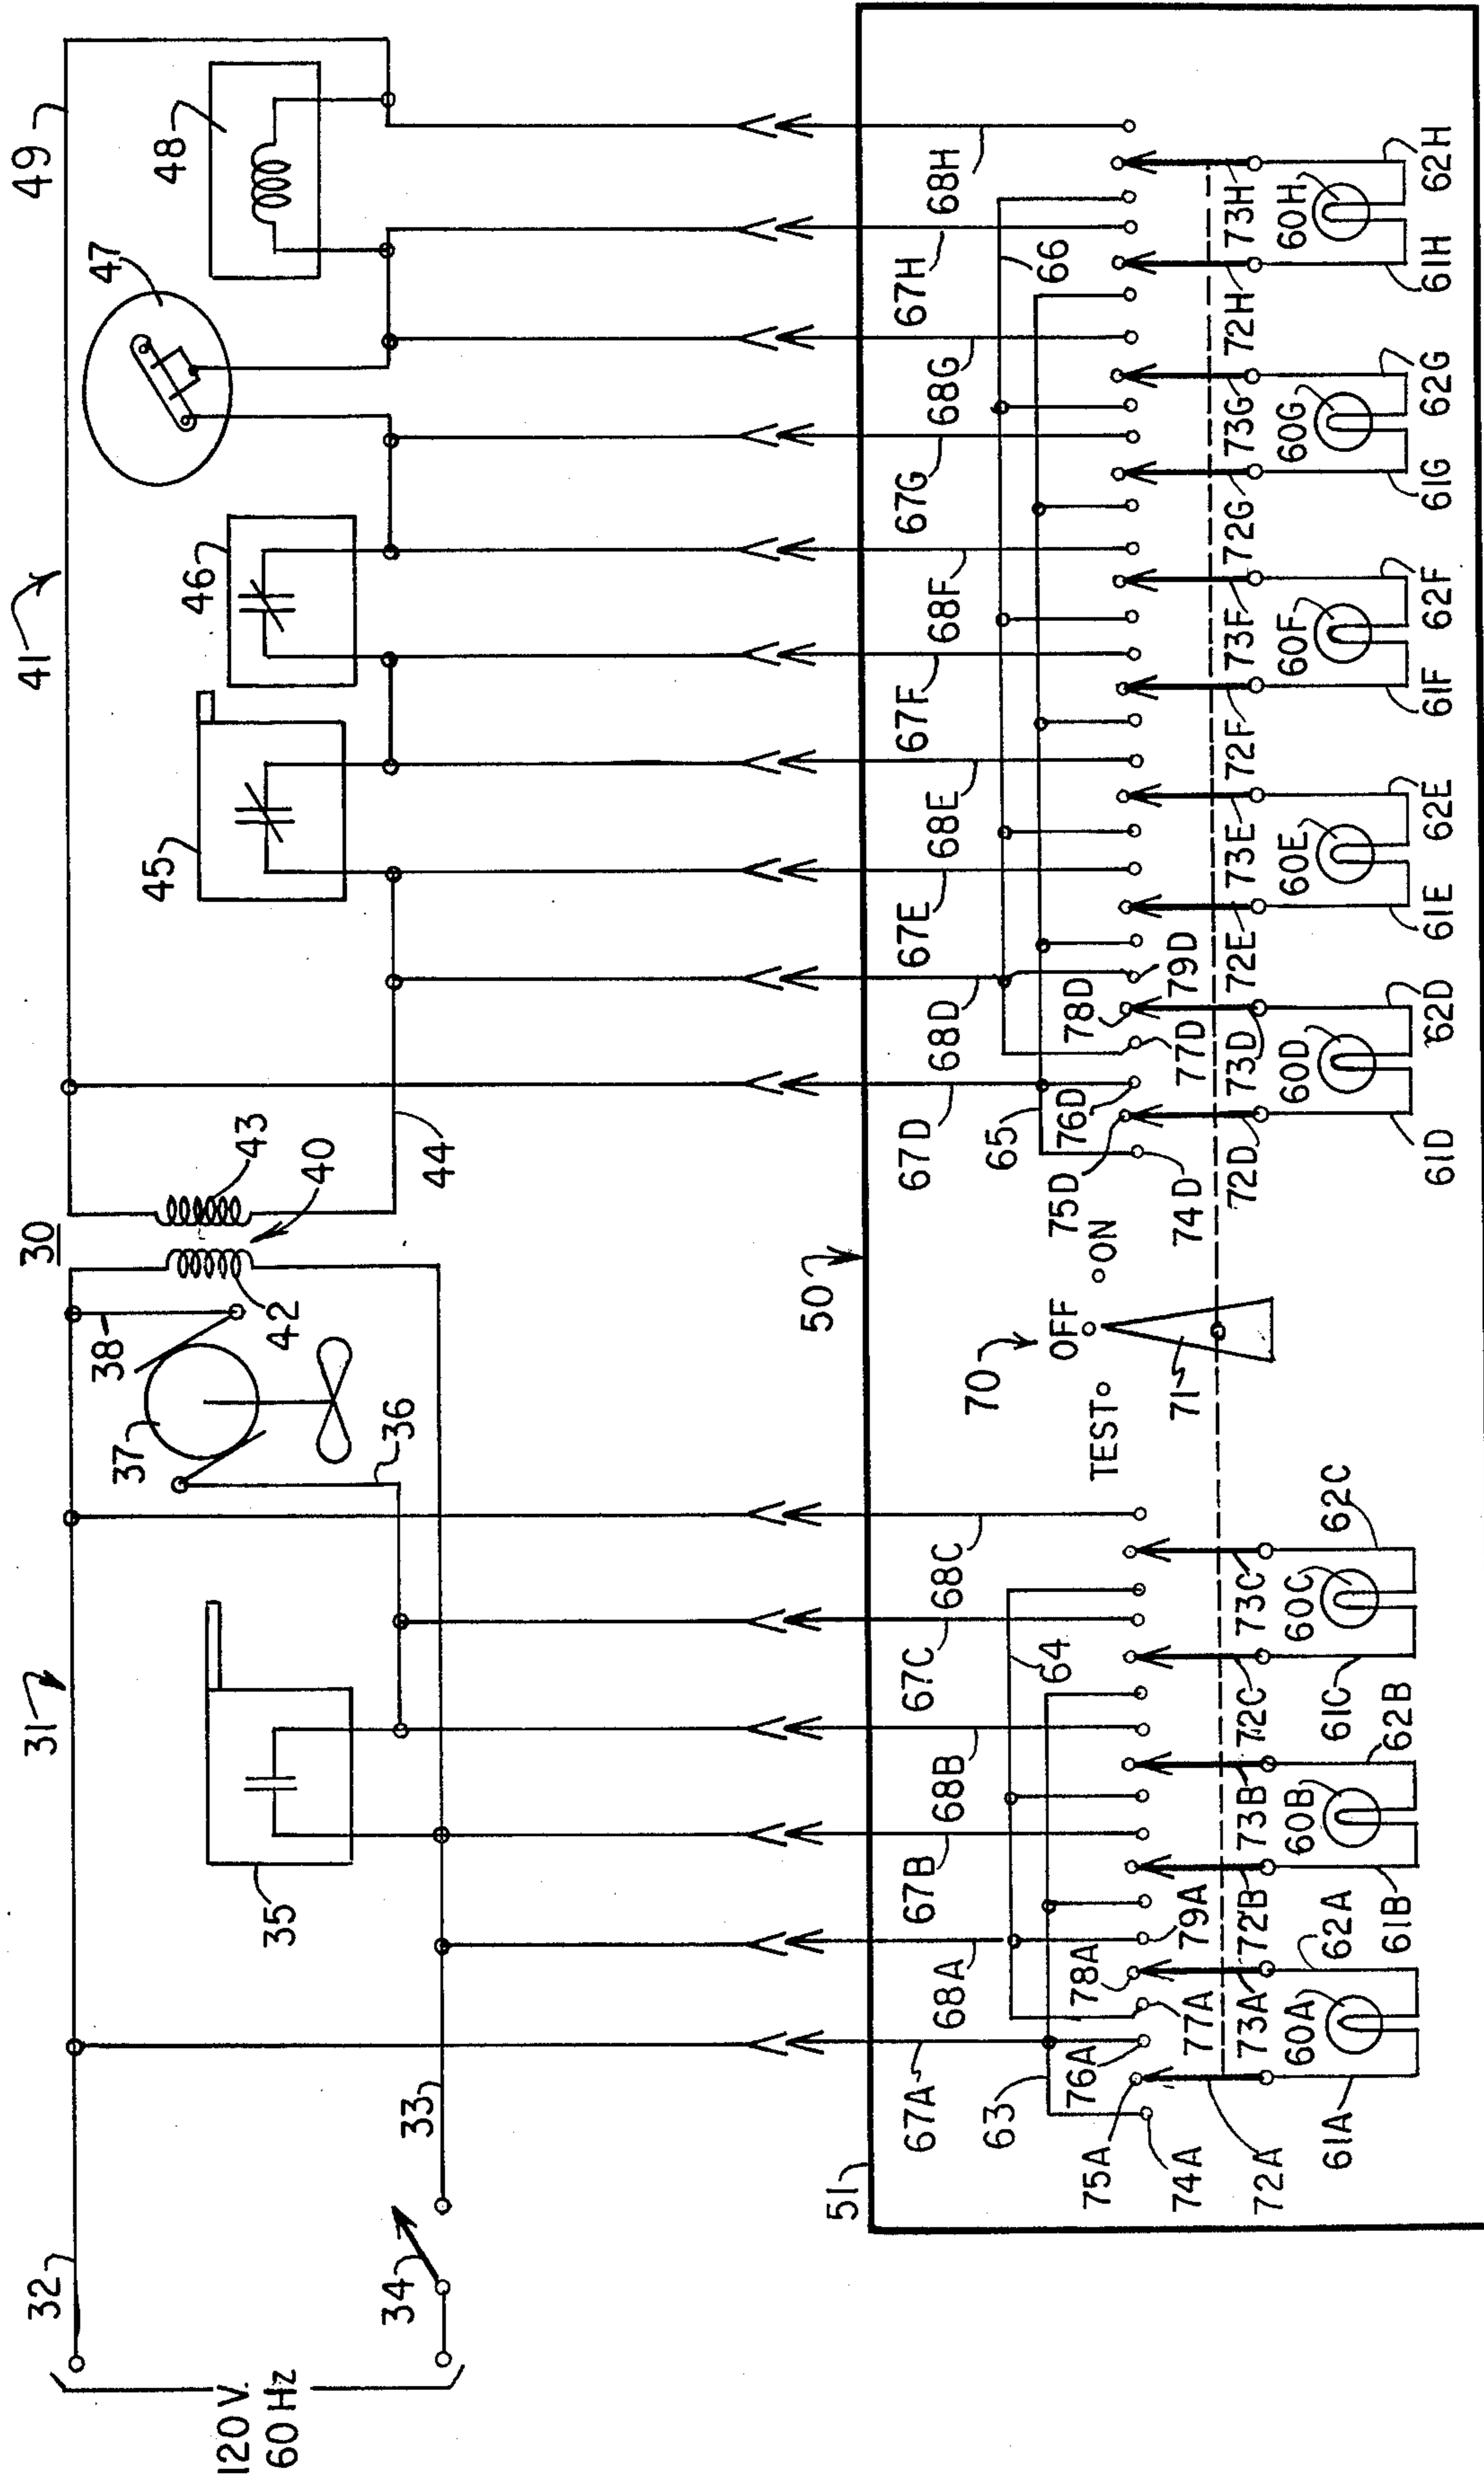 120 V.
60 Hz
32
34
33
31
35
36
37
38
30
42
40
43
44
41
45
46
47
48
49
51
50
67A
68A
67B
68B
67C
68C
67D
68D
67E
68E
67F
68F
67G
68G
67H
68H
63
64
65
66
70
TEST
OFF
ON
71
75A
76A
78A
74A
77A
79A
72A
73A
72B
73B
72C
73C
75D
76D
78D
74D
77D
79D
72D
73D
72E
73E
72F
73F
72G
73G
72H
73H
60A
60B
60C
60D
60E
60F
60G
60H
61A
62A
61B
62B
61C
62C
61D
62D
61E
62E
61F
62F
61G
62G
61H
62H